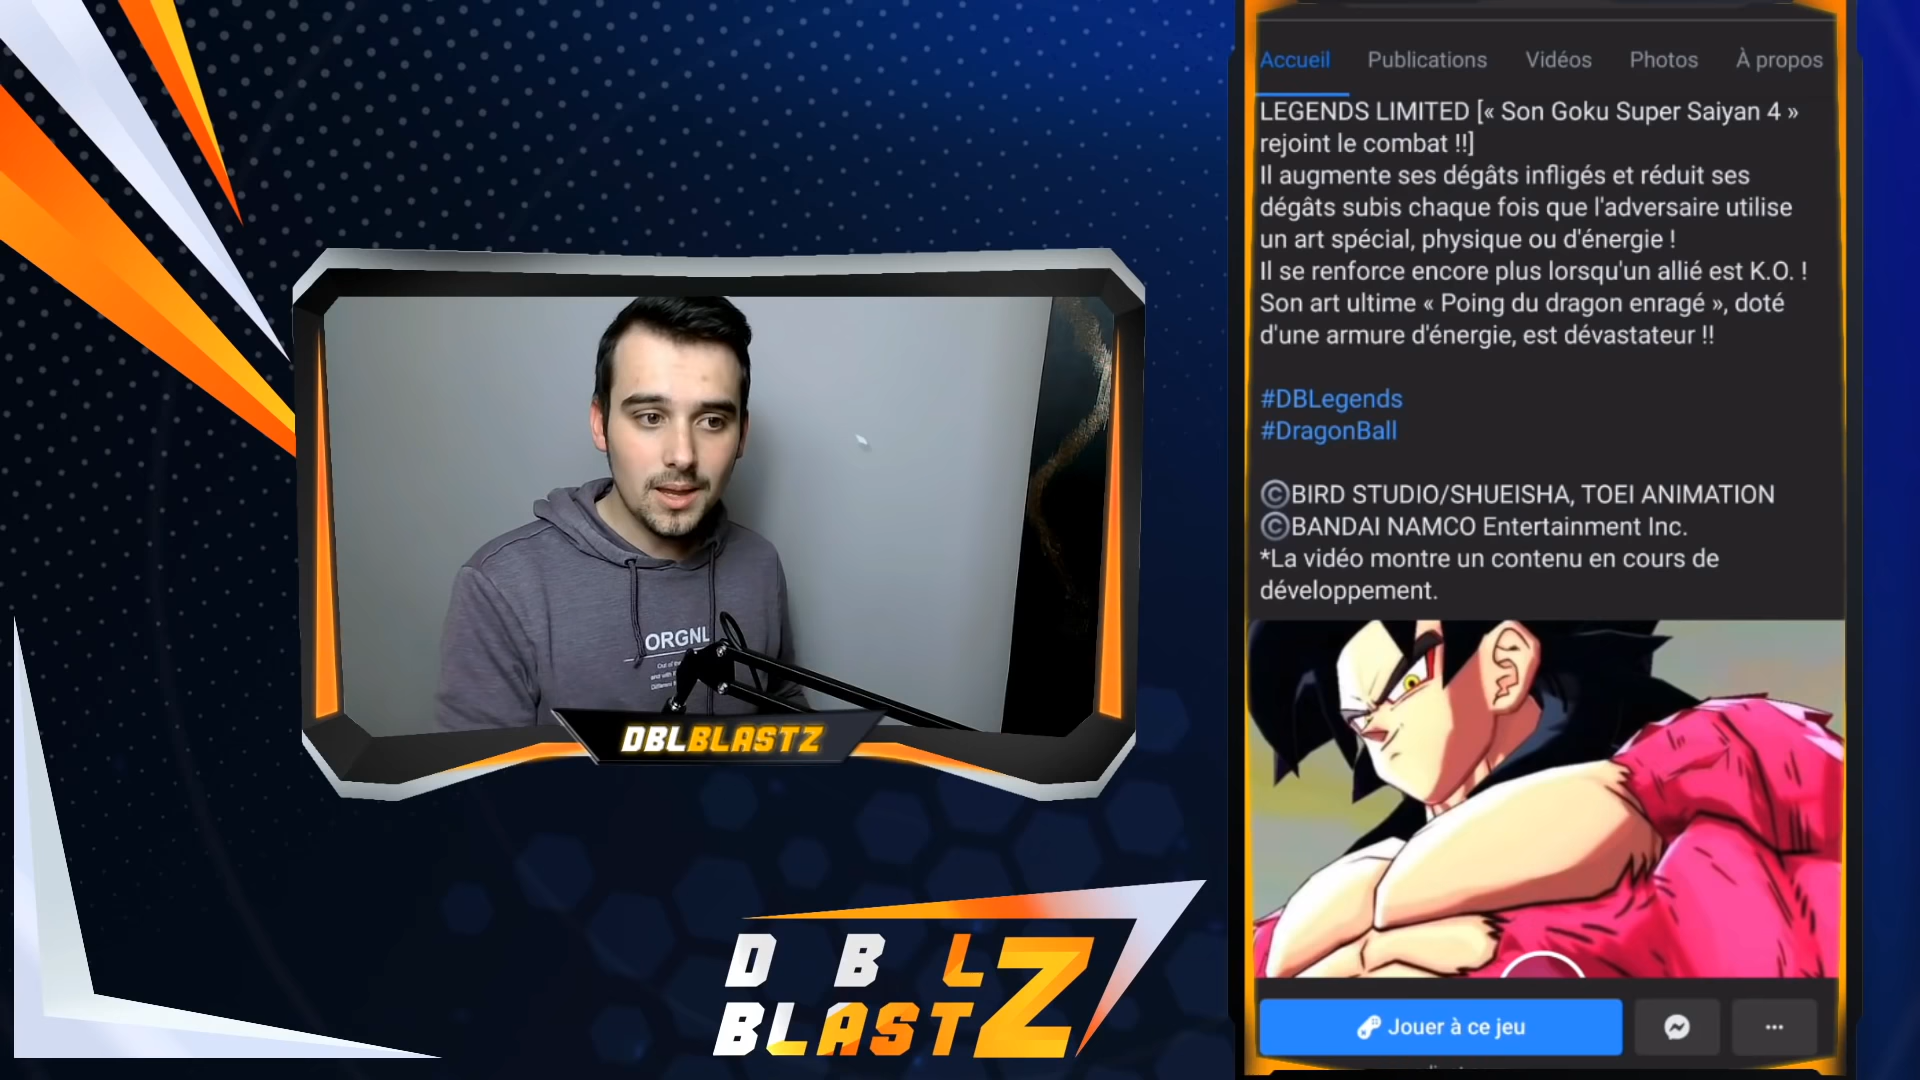 Accueil Publications Vidéos Photos À propos
LEGENDS LIMITED [« Son Goku Super Saiyan 4 »
rejoint le combat !!]
Il augmente ses dégâts infligés et réduit ses
dégâts subis chaque fois que l'adversaire utilise
un art spécial, physique ou d'énergie !
Il se renforce encore plus lorsqu'un allié est K.O. !
Son art ultime « Poing du dragon enragé », doté
d'une armure d'énergie, est dévastateur !!
#DBLegends
#DragonBall
©BIRD STUDIO/SHUEISHA, TOEI ANIMATION
©BANDAI NAMCO Entertainment Inc.
*La vidéo montre un contenu en cours de
développement.
Jouer à ce jeu
ORGNL
DBLBLASTZ
DBL
BLASTZ